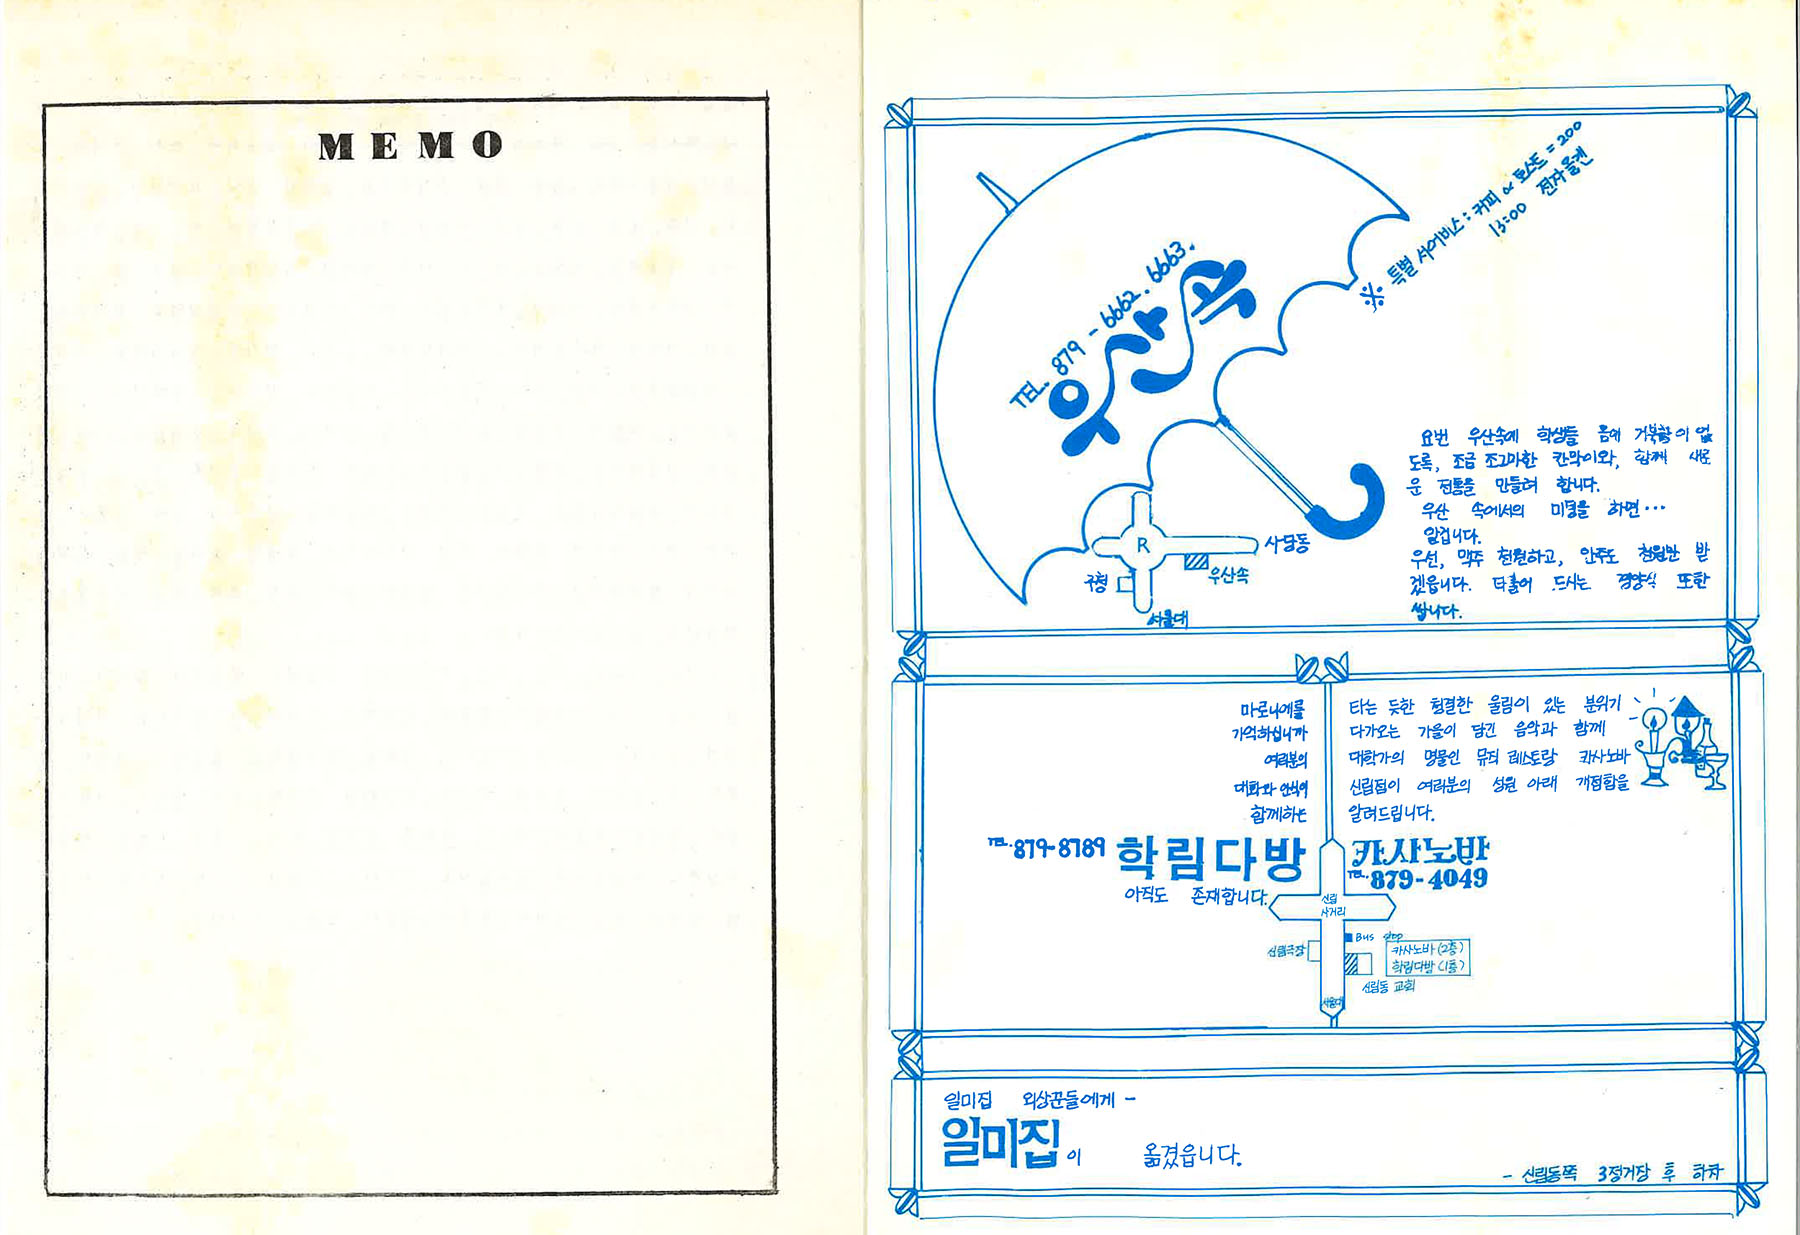 MEMO
TEL. 879-6662. 6663.
우산속
※ 특별 서어비스 : 커피 ∝ 토스트 = 200
13:00 전자올겐
요번 우산속에 학생들 몸에 거북함이 없
도록, 조금 조그마한 칸막이와, 함께 새로
운 전통을 만들려 합니다.
우산 속에서의 미팅을 하면…
알겁니다.
우선, 맥주 천원하고, 안주도 천원만 받
겠읍니다. 더불어 드시는 경양식 또한
쌉니다.
R
사당동
우산속
구청
서울대
마로니에를
기억하십니까
여러분의
대화와 안식이
함께하는
TEL. 879-8789
학림다방
아직도 존재합니다.
타는 듯한 청결한 울림이 있는 분위기
다가오는 가을이 담긴 음악과 함께
대학가의 명물인 뮤직 레스토랑 카사노바
신림점이 여러분의 성원 아래 개점함을
알려드립니다.
카사노바
TEL. 879-4049
신림
사거리
Bus stop
신림극장
카사노바 (2층)
학림다방 (1층)
신림동 교회
서울대
일미집 외상꾼들에게 -
일미집이 옮겼읍니다.
- 신림동쪽 3정거장 후 하차